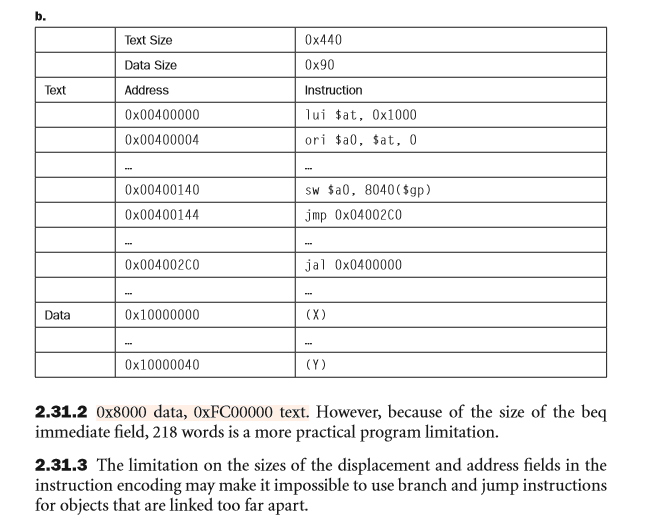 b.
Text Size 0x440
Data Size 0x90
Text Address Instruction
0x00400000 lui $at, 0x1000
0x00400004 ori $a0, $at, 0
... ...
0x00400140 sw $a0, 8040($gp)
0x00400144 jmp 0x04002C0
... ...
0x004002C0 jal 0x0400000
... ...
Data 0x10000000 (X)
... ...
0x10000040 (Y)
2.31.2 0x8000 data, 0xFC00000 text. However, because of the size of the beq
immediate field, 218 words is a more practical program limitation.
2.31.3 The limitation on the sizes of the displacement and address fields in the
instruction encoding may make it impossible to use branch and jump instructions
for objects that are linked too far apart.